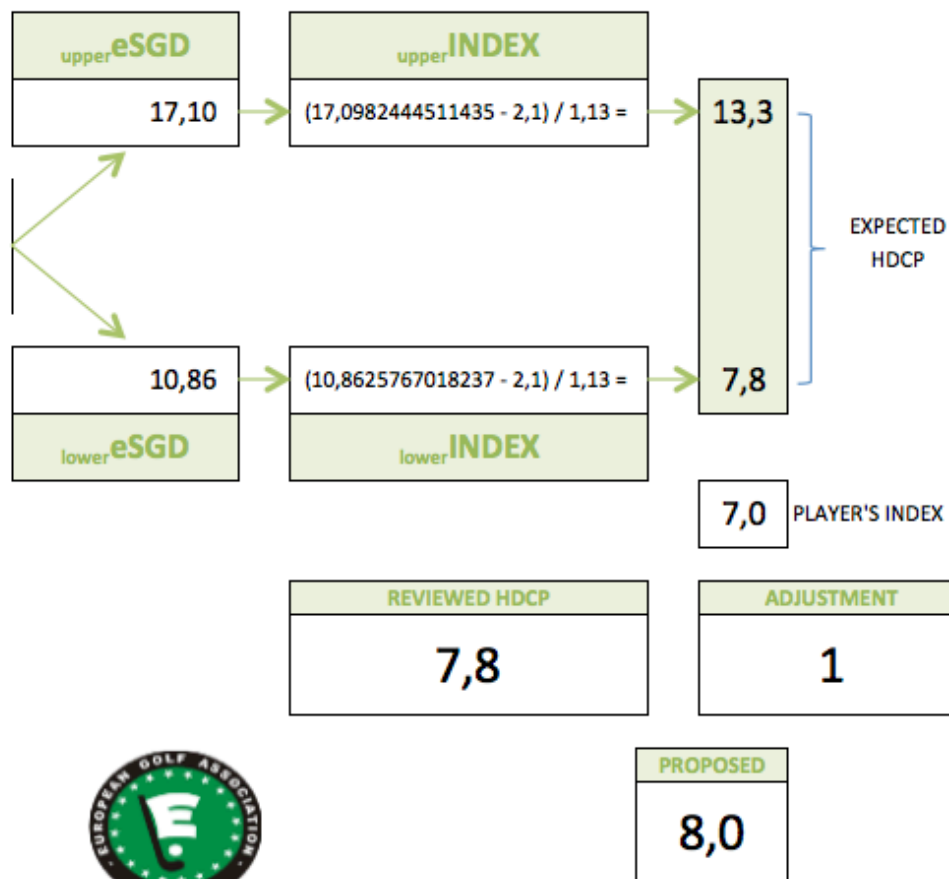 upper eSGD
upper INDEX
17,10
(17,0982444511435 - 2,1) / 1,13 =
13,3
EXPECTED
HDCP
10,86
(10,8625767018237 - 2,1) / 1,13 =
7,8
lower eSGD
lower INDEX
7,0 PLAYER'S INDEX
REVIEWED HDCP
ADJUSTMENT
7,8
1
PROPOSED
8,0
EUROPEAN GOLF ASSOCIATION
E